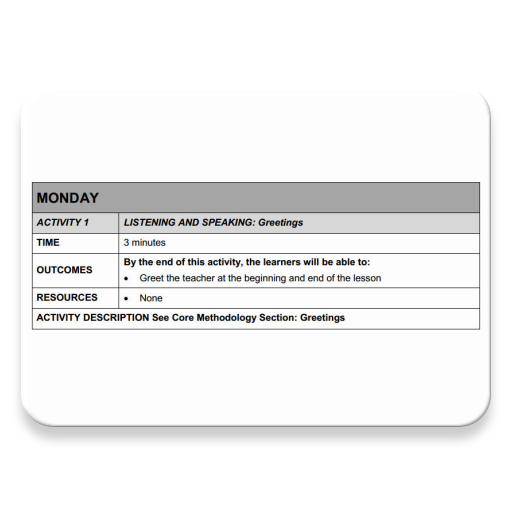 MONDAY
ACTIVITY 1 LISTENING AND SPEAKING: Greetings
TIME 3 minutes
OUTCOMES By the end of this activity, the learners will be able to:
• Greet the teacher at the beginning and end of the lesson
RESOURCES • None
ACTIVITY DESCRIPTION See Core Methodology Section: Greetings